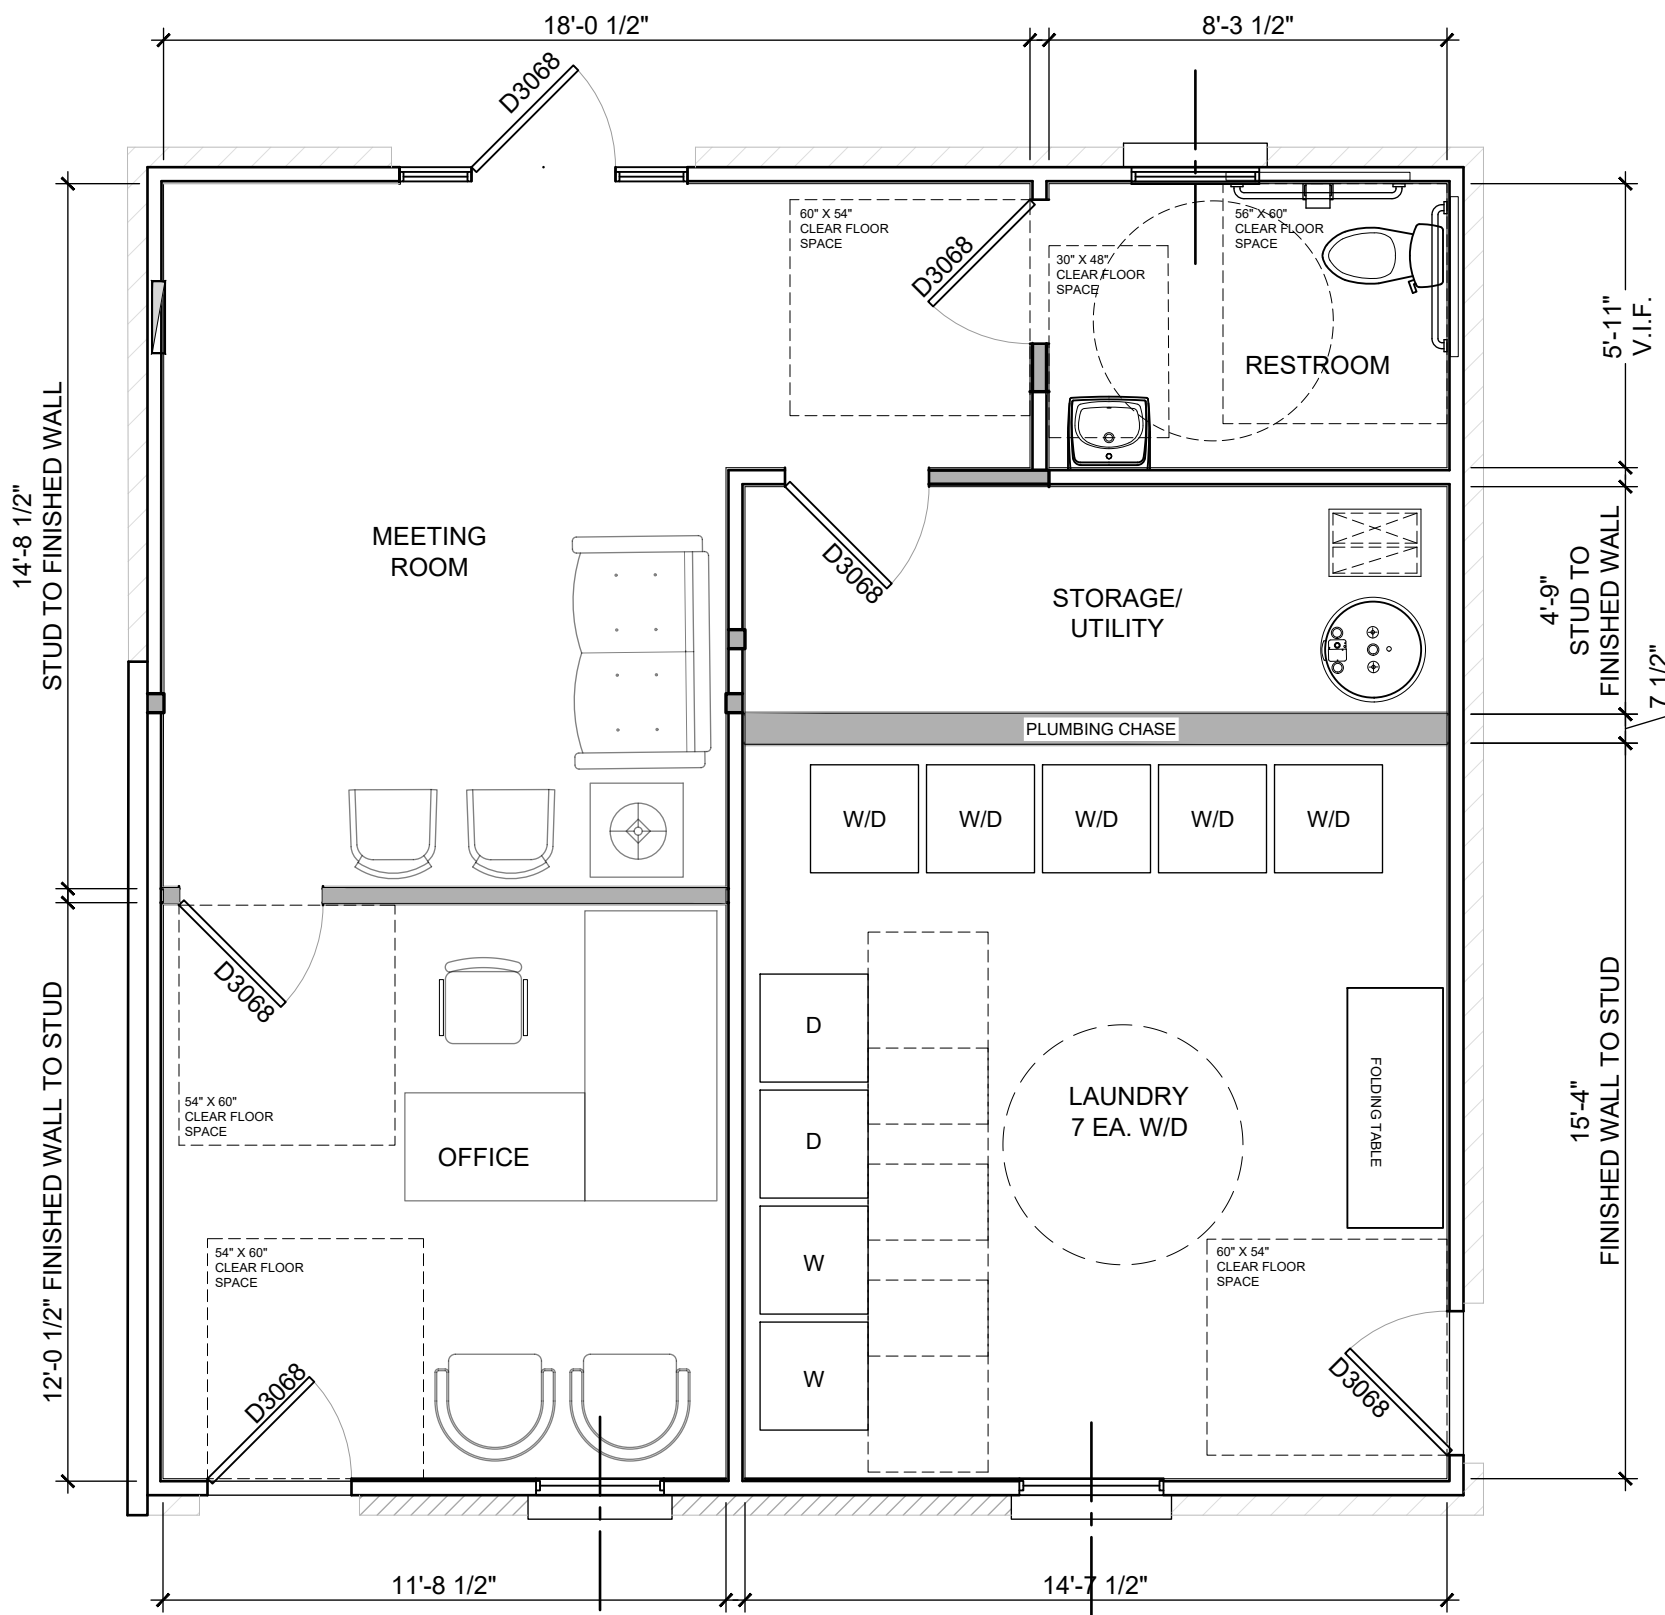 18'-0 1/2"
8'-3 1/2"
D3068
60" X 54"
CLEAR FLOOR
SPACE
D3068
30" X 48"
CLEAR FLOOR
SPACE
56" X 60"
CLEAR FLOOR
SPACE
RESTROOM
5'-11"
V.I.F.
14'-8 1/2"
STUD TO FINISHED WALL
MEETING
ROOM
D3068
STORAGE/
UTILITY
4'-9"
STUD TO
FINISHED WALL
7 1/2"
PLUMBING CHASE
W/D
W/D
W/D
W/D
W/D
D3068
54" X 60"
CLEAR FLOOR
SPACE
OFFICE
12'-0 1/2" FINISHED WALL TO STUD
D
D
W
W
LAUNDRY
7 EA. W/D
FOLDING TABLE
15'-4"
FINISHED WALL TO STUD
54" X 60"
CLEAR FLOOR
SPACE
D3068
60" X 54"
CLEAR FLOOR
SPACE
D3068
11'-8 1/2"
14'-7 1/2"